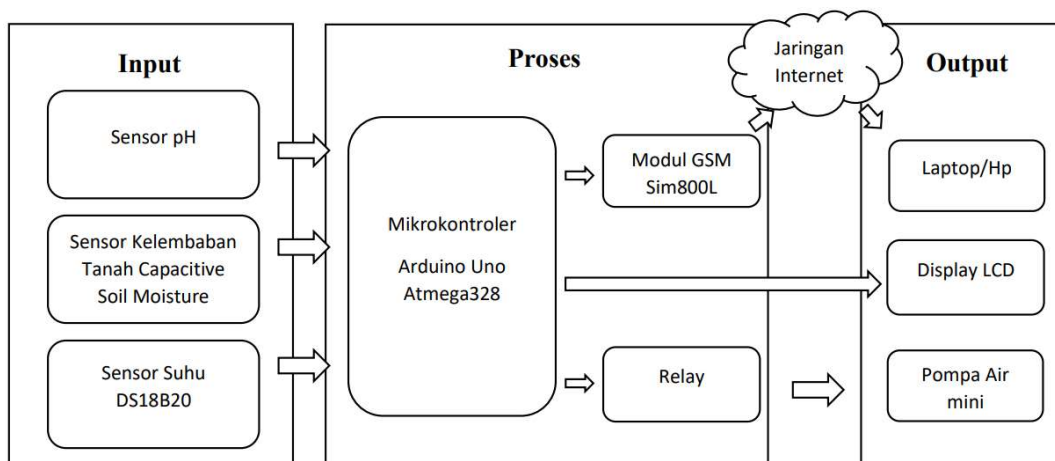 Input
Sensor pH
Sensor Kelembaban
Tanah Capacitive
Soil Moisture
Sensor Suhu
DS18B20
Proses
Mikrokontroler
Arduino Uno
Atmega328
Modul GSM
Sim800L
Relay
Jaringan
Internet
Output
Laptop/Hp
Display LCD
Pompa Air
mini